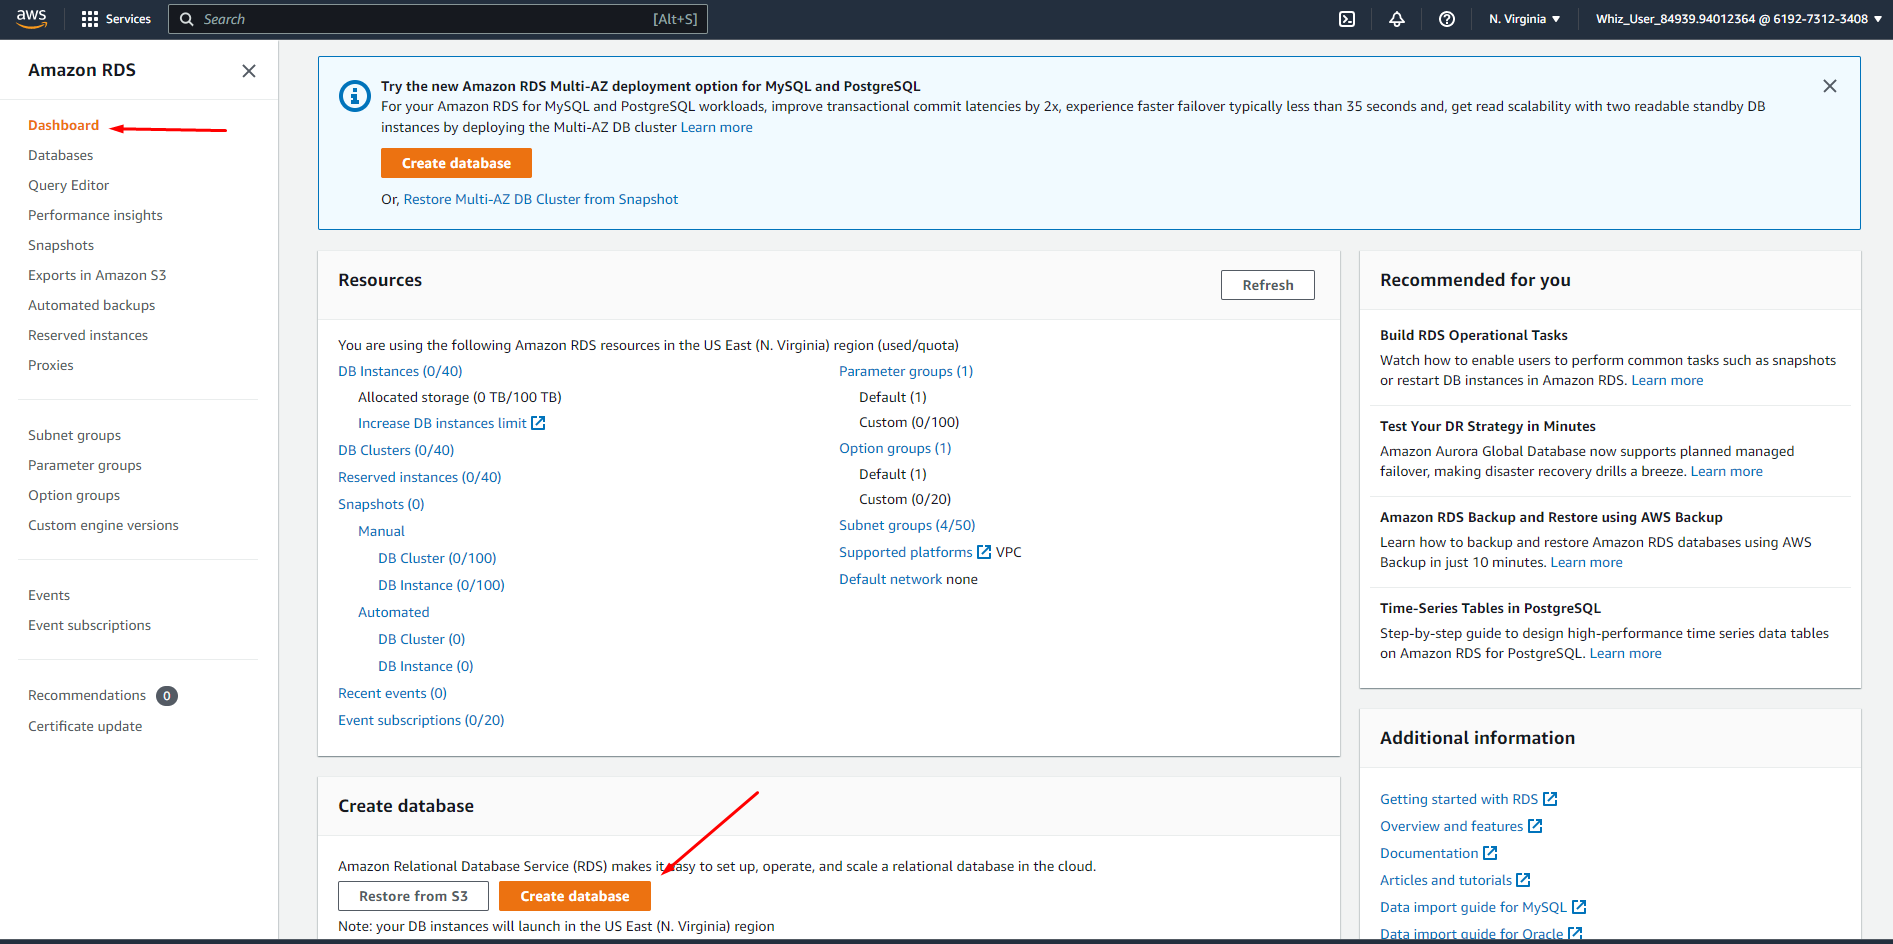 aws
Services
Search
[Alt+S]
N. Virginia
Whiz_User_84939.94012364 @ 6192-7312-3408
Amazon RDS
Dashboard
Databases
Query Editor
Performance insights
Snapshots
Exports in Amazon S3
Automated backups
Reserved instances
Proxies
Subnet groups
Parameter groups
Option groups
Custom engine versions
Events
Event subscriptions
Recommendations 0
Certificate update
Try the new Amazon RDS Multi-AZ deployment option for MySQL and PostgreSQL
For your Amazon RDS for MySQL and PostgreSQL workloads, improve transactional commit latencies by 2x, experience faster failover typically less than 35 seconds and, get read scalability with two readable standby DB
instances by deploying the Multi-AZ DB cluster Learn more
Create database
Or, Restore Multi-AZ DB Cluster from Snapshot
Resources
Refresh
You are using the following Amazon RDS resources in the US East (N. Virginia) region (used/quota)
DB Instances (0/40)
Allocated storage (0 TB/100 TB)
Increase DB instances limit
DB Clusters (0/40)
Reserved instances (0/40)
Snapshots (0)
Manual
DB Cluster (0/100)
DB Instance (0/100)
Automated
DB Cluster (0)
DB Instance (0)
Recent events (0)
Event subscriptions (0/20)
Parameter groups (1)
Default (1)
Custom (0/100)
Option groups (1)
Default (1)
Custom (0/20)
Subnet groups (4/50)
Supported platforms VPC
Default network none
Create database
Amazon Relational Database Service (RDS) makes it easy to set up, operate, and scale a relational database in the cloud.
Restore from S3
Create database
Note: your DB instances will launch in the US East (N. Virginia) region
Recommended for you
Build RDS Operational Tasks
Watch how to enable users to perform common tasks such as snapshots
or restart DB instances in Amazon RDS. Learn more
Test Your DR Strategy in Minutes
Amazon Aurora Global Database now supports planned managed
failover, making disaster recovery drills a breeze. Learn more
Amazon RDS Backup and Restore using AWS Backup
Learn how to backup and restore Amazon RDS databases using AWS
Backup in just 10 minutes. Learn more
Time-Series Tables in PostgreSQL
Step-by-step guide to design high-performance time series data tables
on Amazon RDS for PostgreSQL. Learn more
Additional information
Getting started with RDS
Overview and features
Documentation
Articles and tutorials
Data import guide for MySQL
Data import guide for Oracle